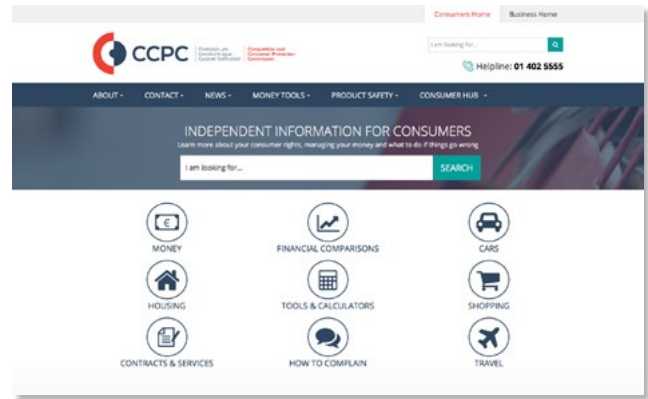 Consumers Home Business Home
CCPC
Competition and
Consumer Protection
Commission
I am looking for...
Helpline: 01 402 5555
ABOUT CONTACT NEWS MONEY TOOLS PRODUCT SAFETY CONSUMER HUB
INDEPENDENT INFORMATION FOR CONSUMERS
Learn more about your consumer rights, managing your money and what to do if things go wrong
I am looking for... SEARCH
MONEY FINANCIAL COMPARISONS CARS
HOUSING TOOLS & CALCULATORS SHOPPING
CONTRACTS & SERVICES HOW TO COMPLAIN TRAVEL